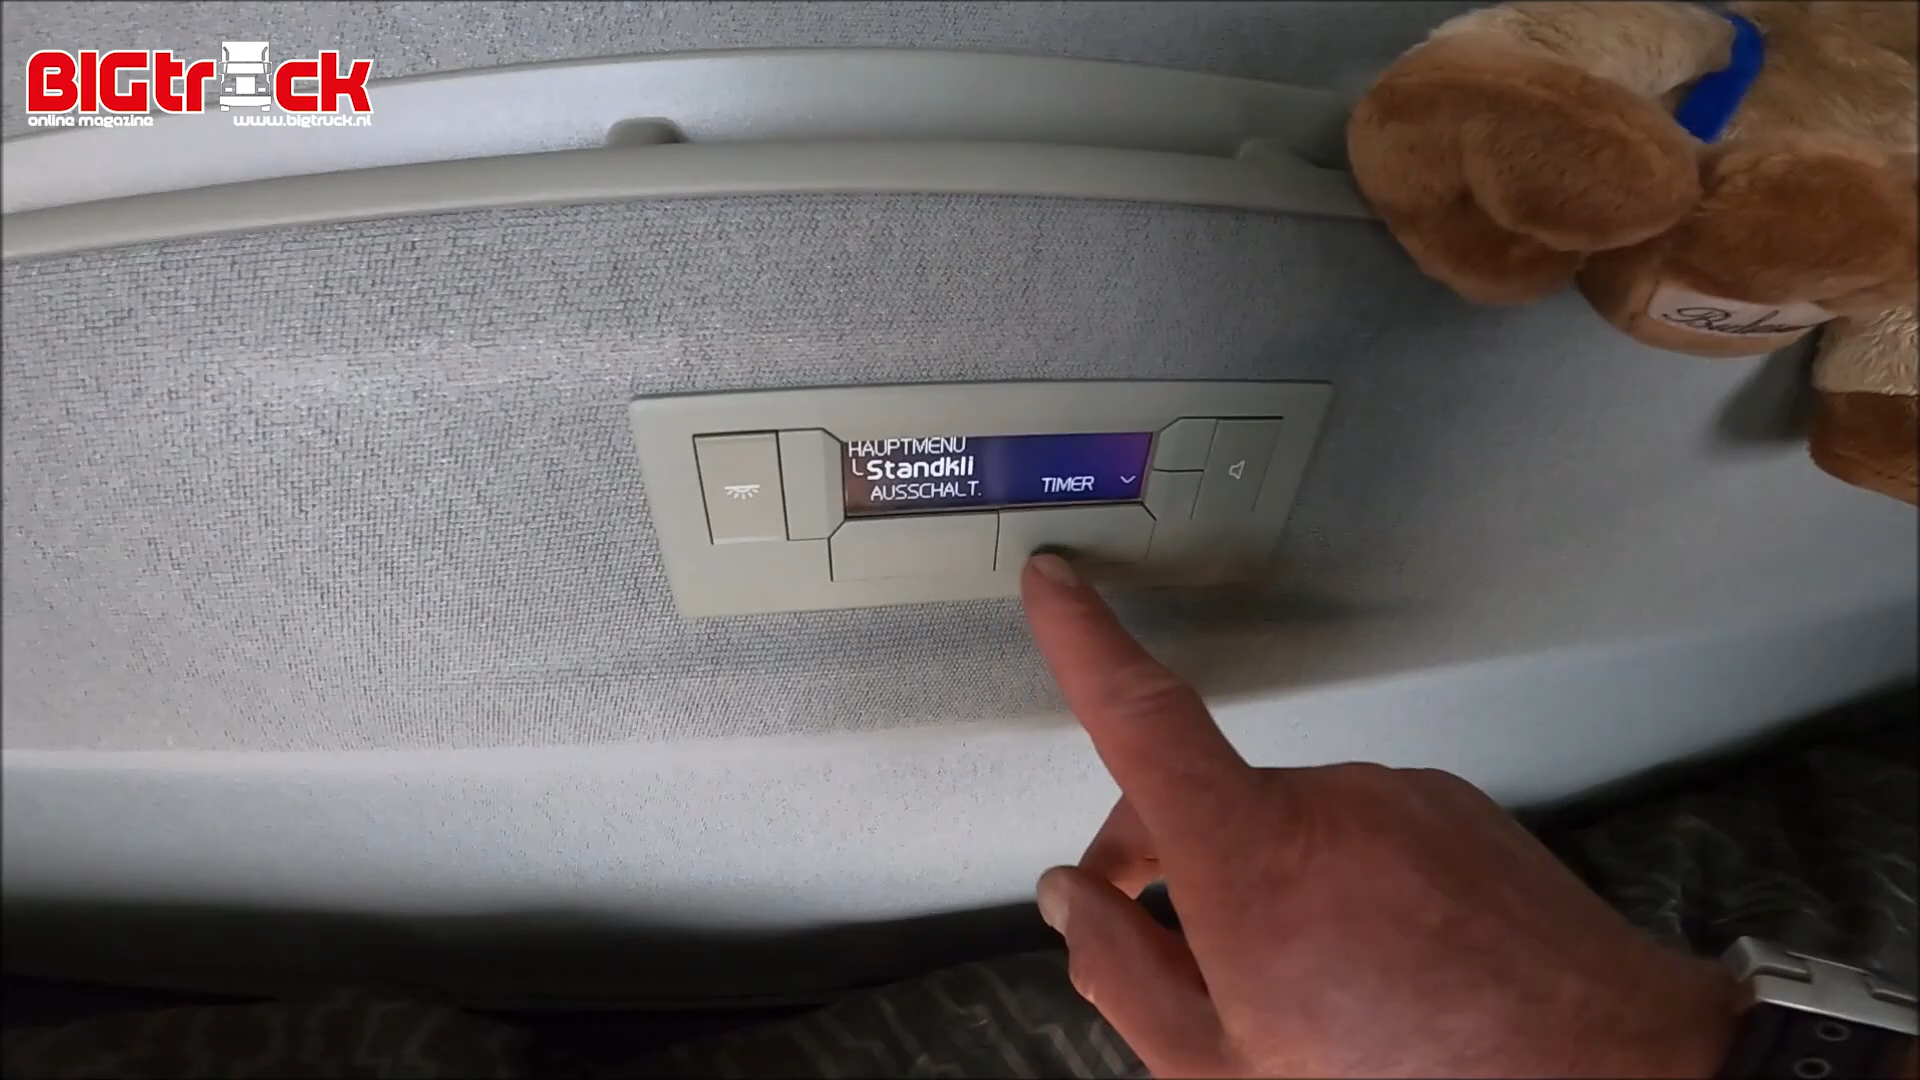 BIGtruck
online magazine www.bigtruck.nl
HAUPTMENU
Standkli
AUSSCHALT. TIMER